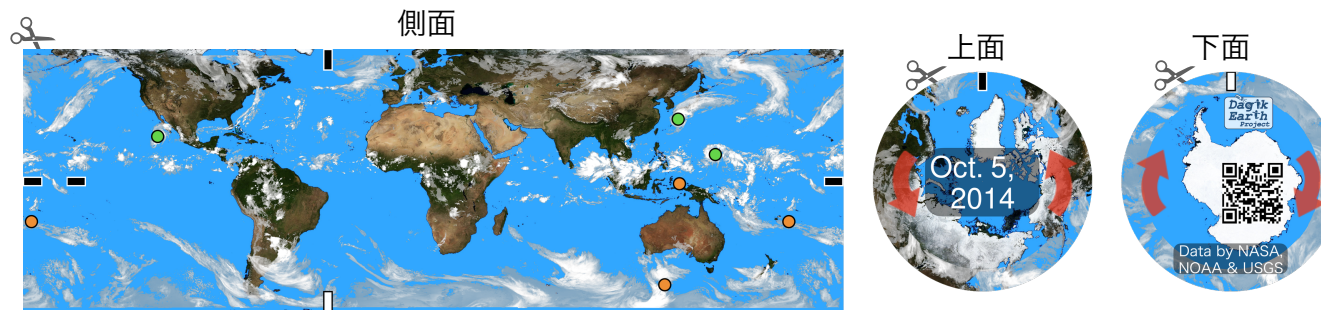 側面
上面
下面
Oct. 5,
2014
Dagik
Earth
Project
Data by NASA,
NOAA & USGS